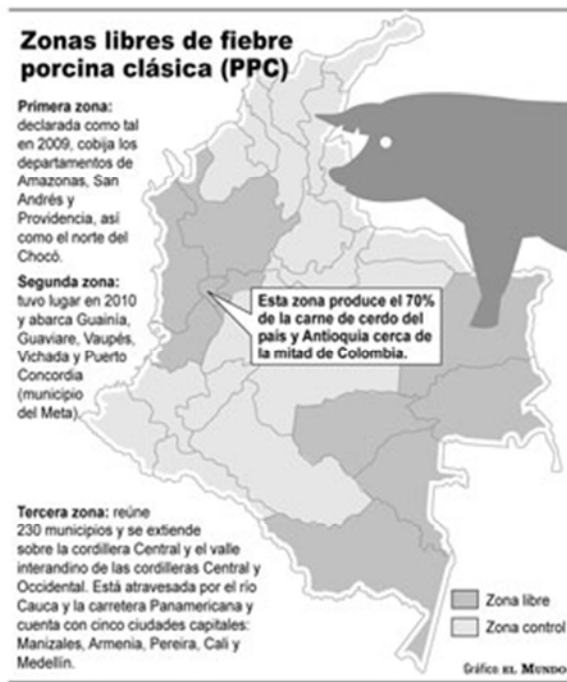 Zonas libres de fiebre
porcina clásica (PPC)
Primera zona:
declarada como tal
en 2009, cobija los
departamentos de
Amazonas, San
Andrés y
Providencia, así
como el norte del
Chocó.
Segunda zona:
tuvo lugar en 2010
y abarca Guainía,
Guaviare, Vaupés,
Vichada y Puerto
Concordia
(municipio
del Meta).
Esta zona produce el 70%
de la carne de cerdo del
país y Antioquia cerca de
la mitad de Colombia.
Tercera zona: reúne
230 municipios y se extiende
sobre la cordillera Central y el valle
interandino de las cordilleras Central y
Occidental. Está atravesada por el río
Cauca y la carretera Panamericana y
cuenta con cinco ciudades capitales:
Manizales, Armenia, Pereira, Cali y
Medellín.
Zona libre
Zona control
Gráfico EL MUNDO